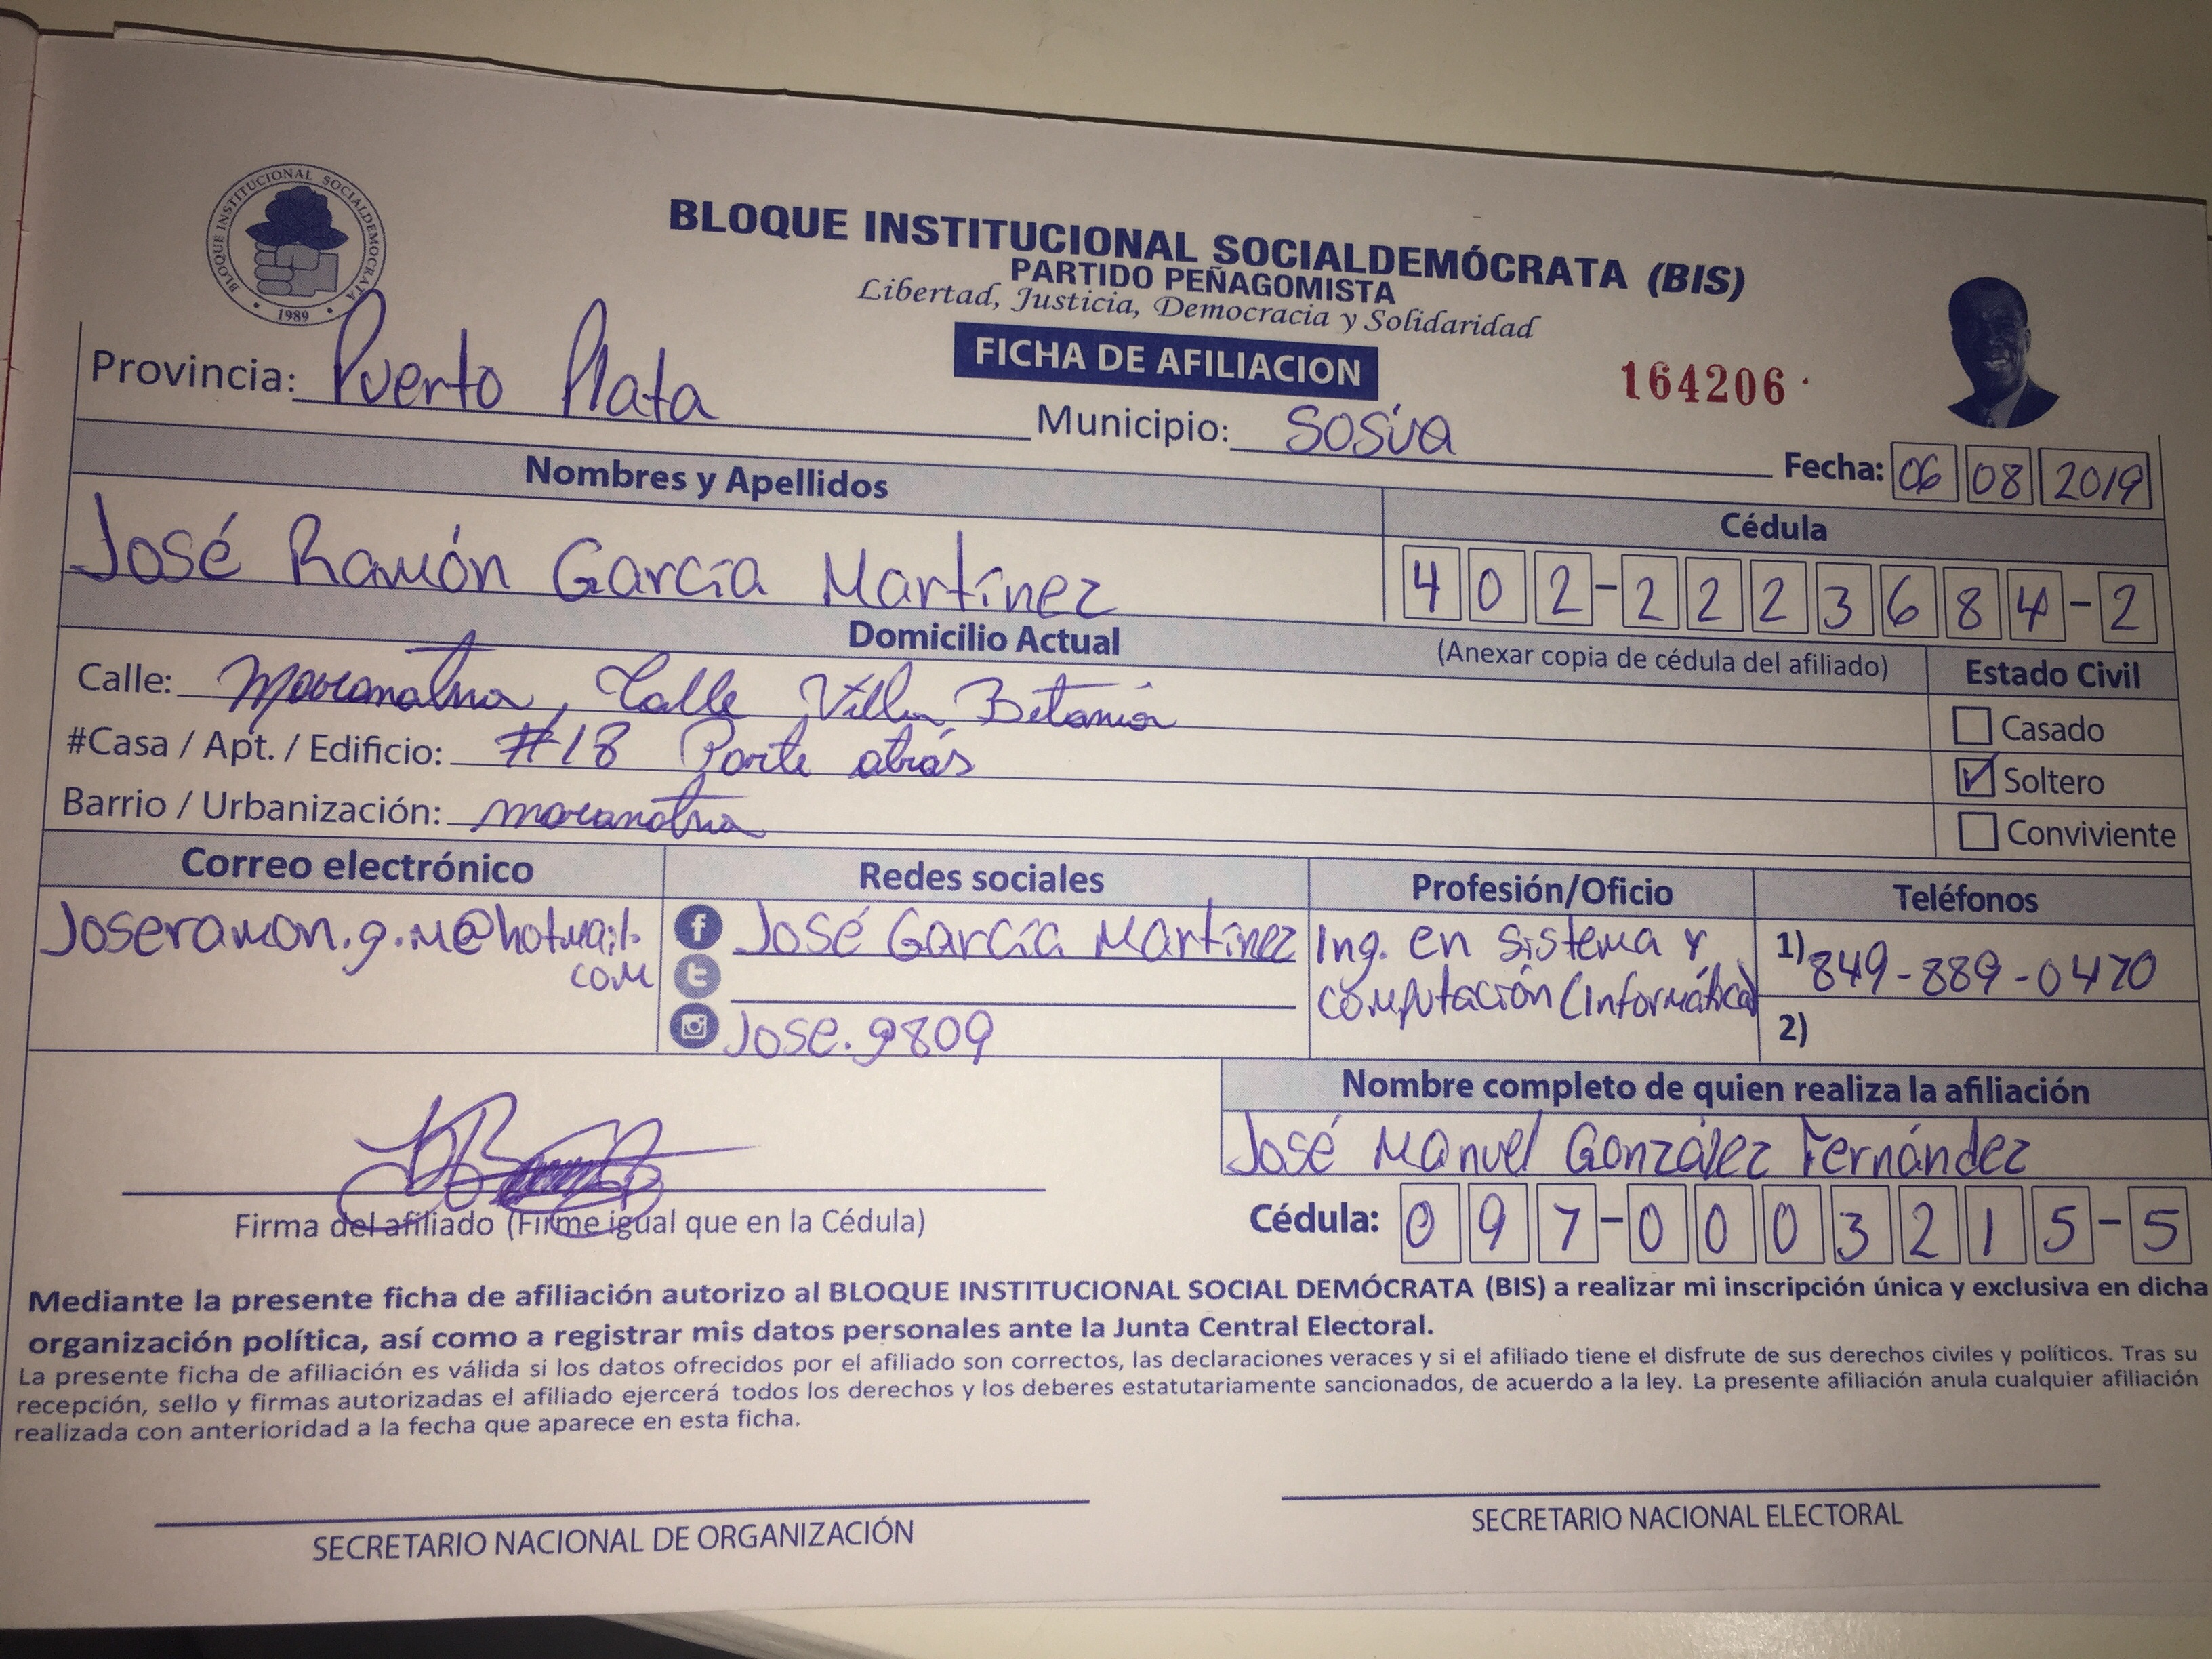 BLOQUE INSTITUCIONAL SOCIALDEMOCRATA
1989
BLOQUE INSTITUCIONAL SOCIALDEMÓCRATA (BIS)
PARTIDO PEÑAGOMISTA
Libertad, Justicia, Democracia y Solidaridad
FICHA DE AFILIACION
164206
Provincia: Puerto Plata
Municipio: Sosúa
Fecha: 06 08 2019
Nombres y Apellidos
Cédula
José Ramón García Martínez
402-2223684-2
Domicilio Actual
(Anexar copia de cédula del afiliado)
Estado Civil
Calle: Maranatha, Calle Villa Betania
Casado
#Casa / Apt. / Edificio: #18 Parte atrás
Soltero
Barrio / Urbanización: maranatha
Conviviente
Correo electrónico
Redes sociales
Profesión/Oficio
Teléfonos
Joseramon.g.m@hotmail.
com
f José García Martínez
t
Jose.9809
Ing. en sistema y
computación (informática)
1) 849-889-0470
2)
Nombre completo de quien realiza la afiliación
José Manuel González Fernández
Firma del afiliado (Firme igual que en la Cédula)
Cédula: 097-0003215-5
Mediante la presente ficha de afiliación autorizo al BLOQUE INSTITUCIONAL SOCIAL DEMÓCRATA (BIS) a realizar mi inscripción única y exclusiva en dicha
organización política, así como a registrar mis datos personales ante la Junta Central Electoral.
La presente ficha de afiliación es válida si los datos ofrecidos por el afiliado son correctos, las declaraciones veraces y si el afiliado tiene el disfrute de sus derechos civiles y políticos. Tras su
recepción, sello y firmas autorizadas el afiliado ejercerá todos los derechos y los deberes estatutariamente sancionados, de acuerdo a la ley. La presente afiliación anula cualquier afiliación
realizada con anterioridad a la fecha que aparece en esta ficha.
SECRETARIO NACIONAL DE ORGANIZACIÓN
SECRETARIO NACIONAL ELECTORAL